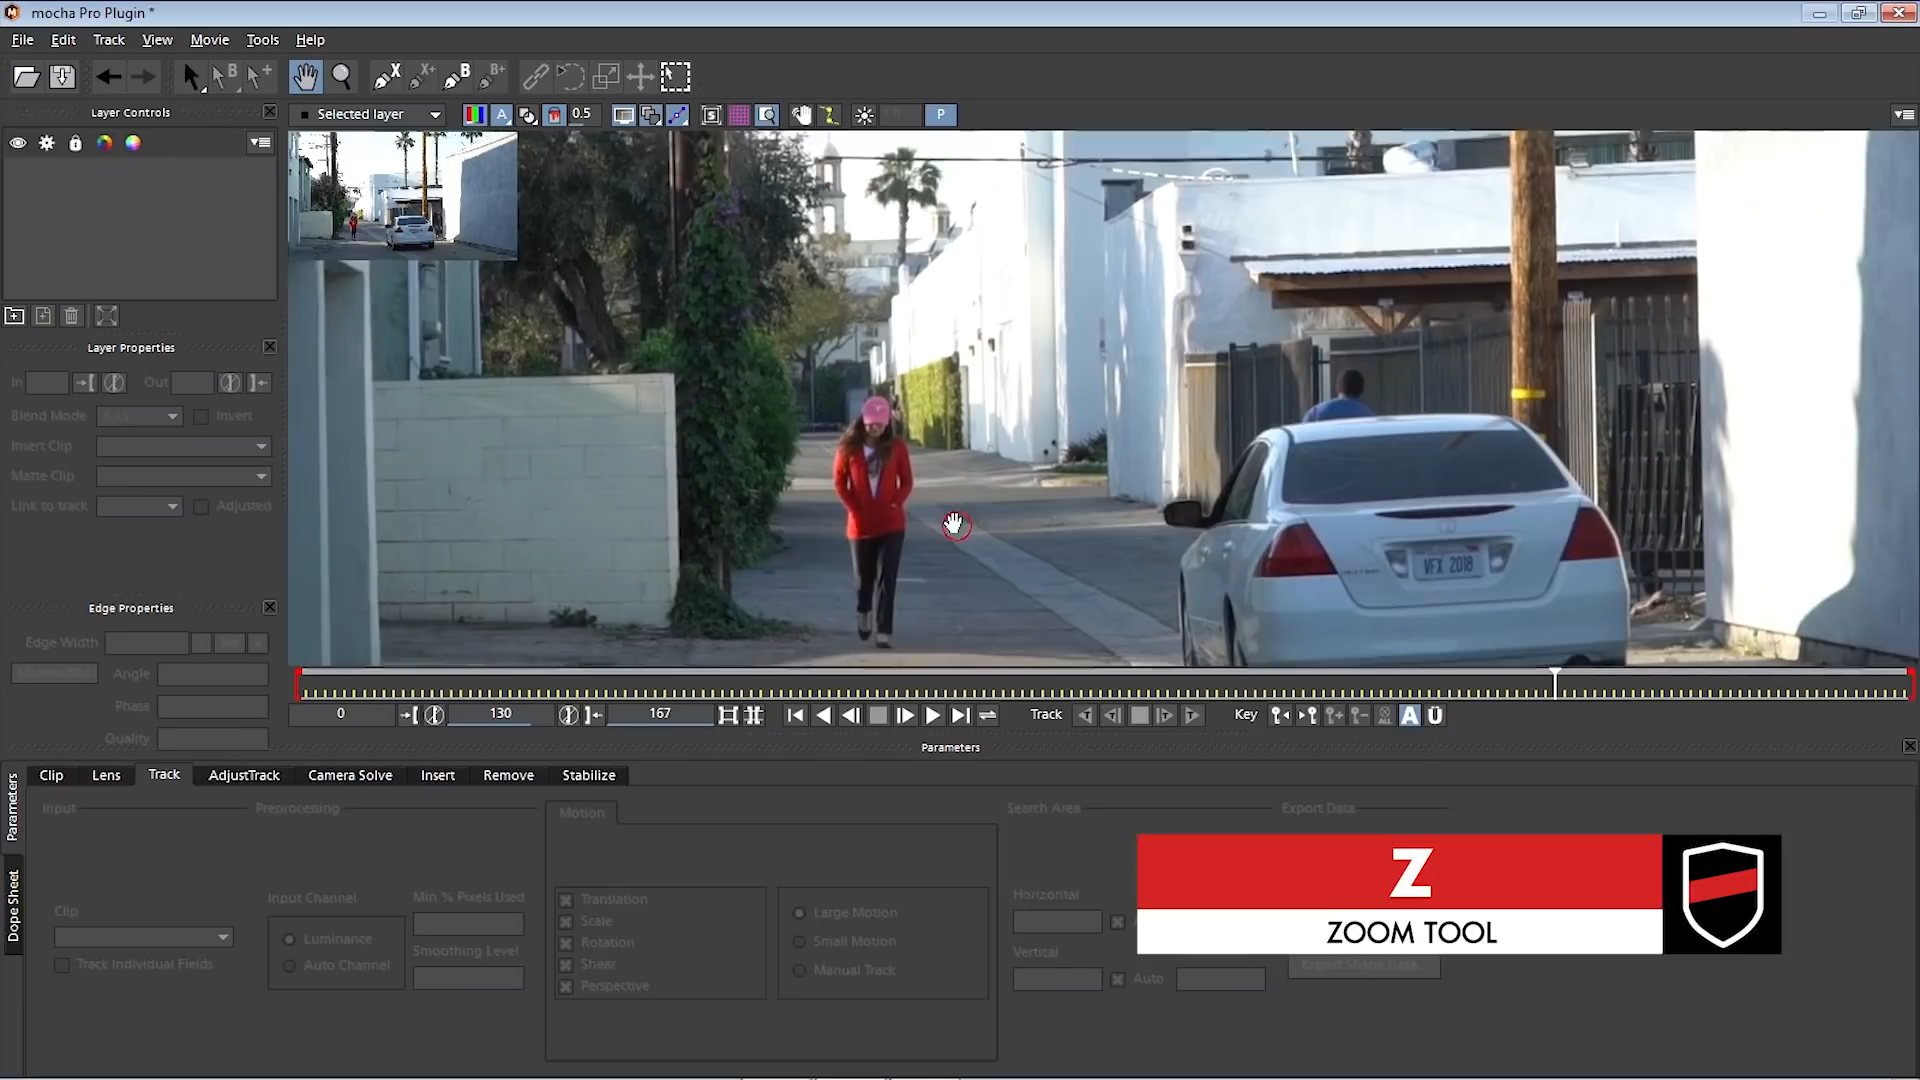 mocha Pro Plugin *
File Edit Track View Movie Tools Help
X X+ B B+
Layer Controls
Selected layer
A
0.5
S
P
Layer Properties
In
Out
Blend Mode
Add
Invert
Insert Clip
Matte Clip
Link to track
Adjusted
Edge Properties
Edge Width
Angle
Phase
Quality
VFX 2018
0
130
167
Track
Key
ALL
A
Ü
Parameters
Parameters
Dope Sheet
Clip Lens Track AdjustTrack Camera Solve Insert Remove Stabilize
Input
Preprocessing
Motion
Search Area
Export Data
Clip
Track Individual Fields
Input Channel
Luminance
Auto Channel
Min % Pixels Used
Smoothing Level
Translation
Scale
Rotation
Shear
Perspective
Large Motion
Small Motion
Manual Track
Horizontal
Vertical
Auto
Z
ZOOM TOOL
Export Shape Data...